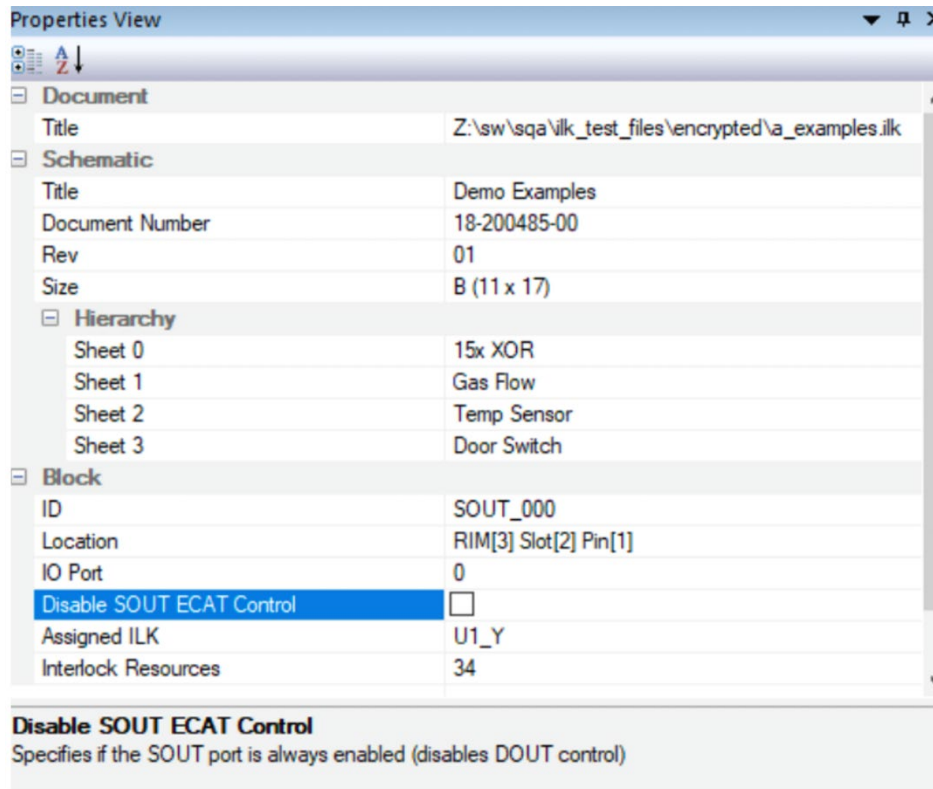 Properties View
Document
Title Z:\sw\sqa\ilk_test_files\encrypted\a_examples.ilk
Schematic
Title Demo Examples
Document Number 18-200485-00
Rev 01
Size B (11 x 17)
Hierarchy
Sheet 0 15x XOR
Sheet 1 Gas Flow
Sheet 2 Temp Sensor
Sheet 3 Door Switch
Block
ID SOUT_000
Location RIM[3] Slot[2] Pin[1]
IO Port 0
Disable SOUT ECAT Control
Assigned ILK U1_Y
Interlock Resources 34
Disable SOUT ECAT Control
Specifies if the SOUT port is always enabled (disables DOUT control)